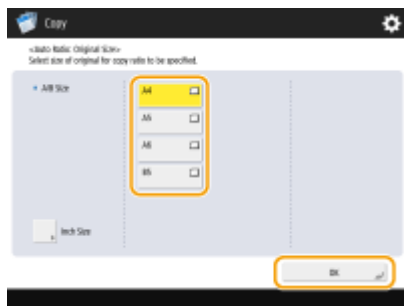 Copy
<Auto Ratio: Original Size>
Select size of original for copy ratio to be specified.
A/B Size
A4
A5
A6
B5
Inch Size
OK